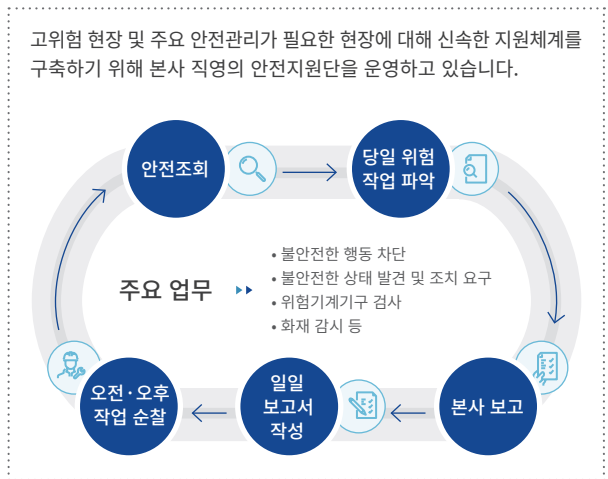 고위험 현장 및 주요 안전관리가 필요한 현장에 대해 신속한 지원체계를
구축하기 위해 본사 직영의 안전지원단을 운영하고 있습니다.
안전조회
당일 위험
작업 파악
주요 업무
• 불안전한 행동 차단
• 불안전한 상태 발견 및 조치 요구
• 위험기계기구 검사
• 화재 감시 등
오전·오후
작업 순찰
일일
보고서
작성
본사 보고